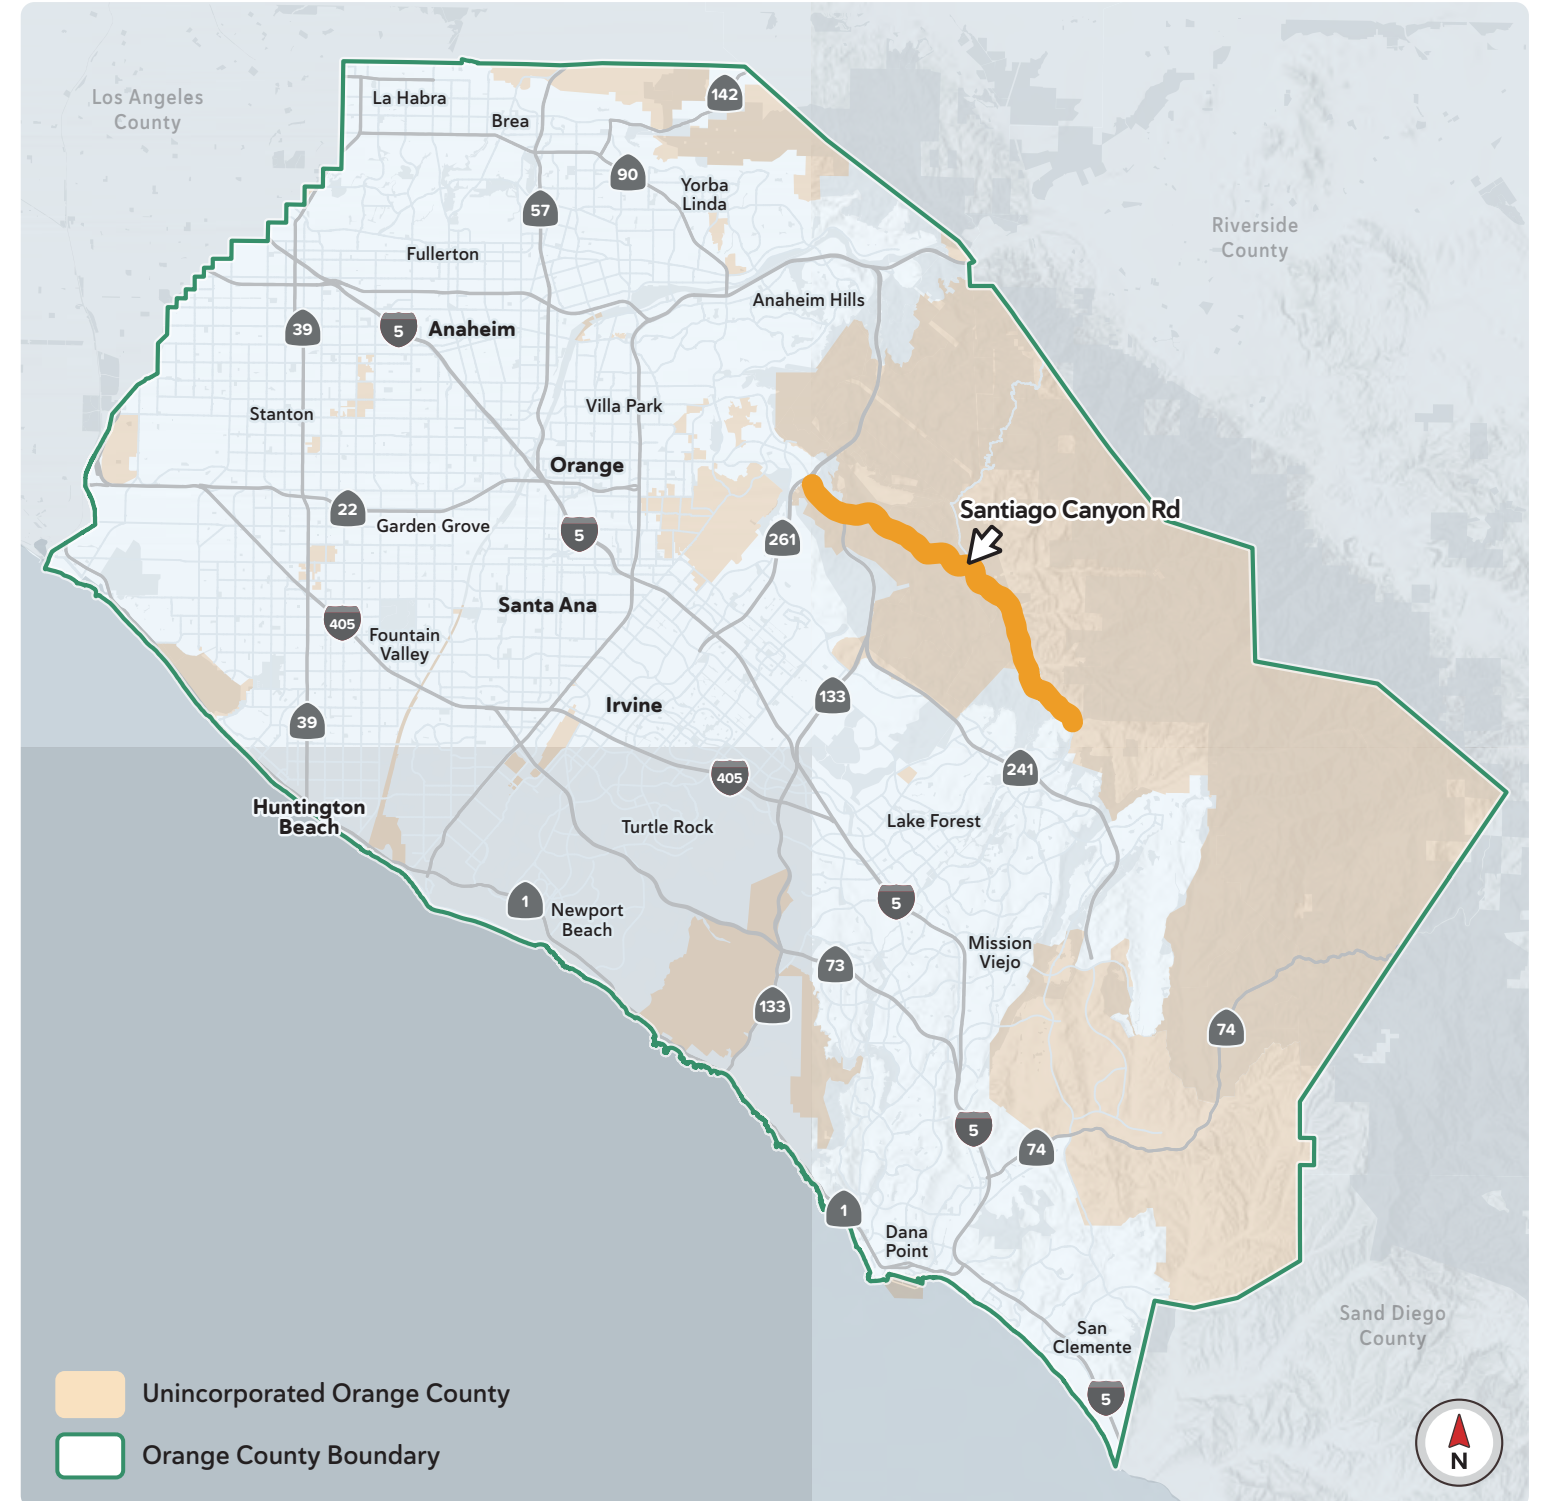 Los Angeles
County
La Habra
Brea
142
90
Yorba
Linda
57
Riverside
County
Fullerton
Anaheim Hills
39
5
Anaheim
Stanton
Villa Park
Orange
22
Garden Grove
5
261
Santiago Canyon Rd
Santa Ana
405
Fountain
Valley
133
Irvine
39
405
241
Huntington
Beach
Turtle Rock
Lake Forest
1
Newport
Beach
5
Mission
Viejo
73
133
74
5
74
1
Dana
Point
San
Clemente
Sand Diego
County
5
Unincorporated Orange County
Orange County Boundary
N